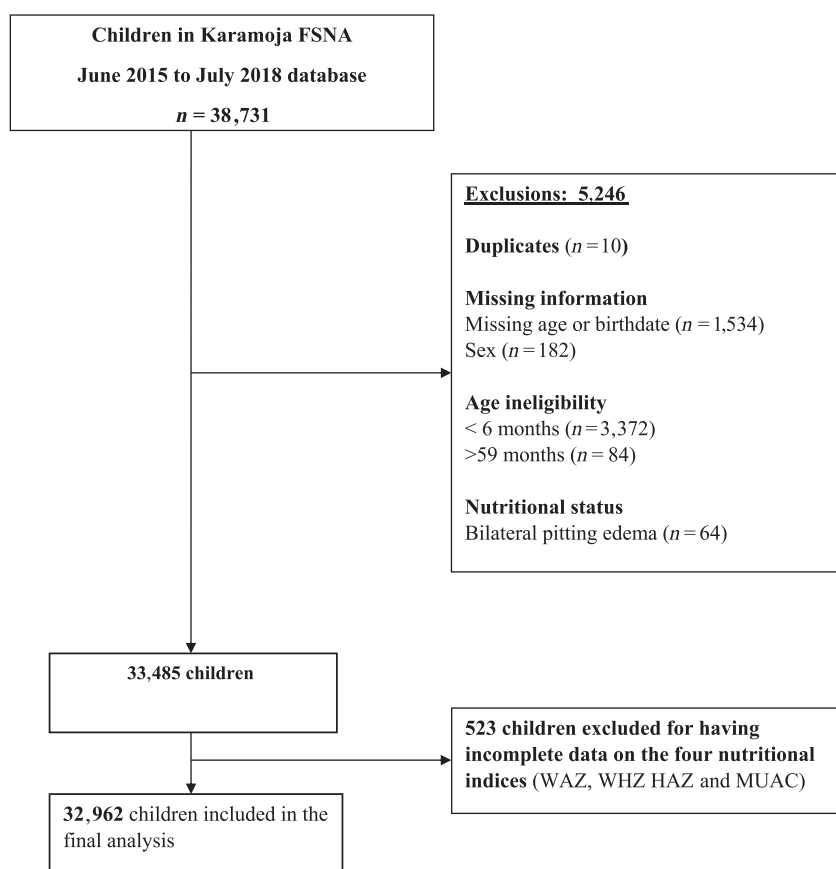 Children in Karamoja FSNA
June 2015 to July 2018 database
n = 38,731
Exclusions: 5,246
Duplicates (n=10)
Missing information
Missing age or birthdate (n = 1,534)
Sex (n=182)
Age ineligibility
< 6 months (n=3,372)
>59 months (n= 84)
Nutritional status
Bilateral pitting edema (n=64)
33,485 children
523 children excluded for having
incomplete data on the four nutritional
indices (WAZ, WHZ HAZ and MUAC)
32,962 children included in the
final analysis